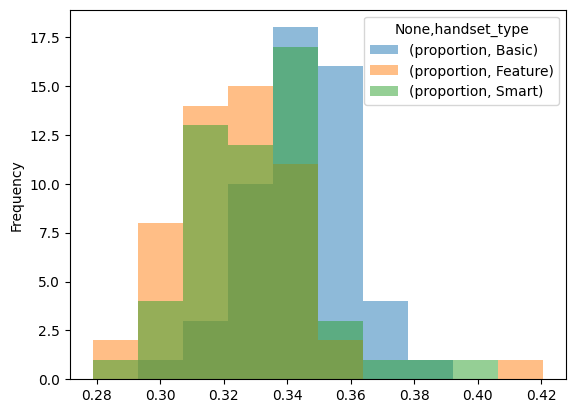 None,handset_type
(proportion, Basic)
(proportion, Feature)
(proportion, Smart)
Frequency
17.5
15.0
12.5
10.0
7.5
5.0
2.5
0.0
0.28 0.30 0.32 0.34 0.36 0.38 0.40 0.42